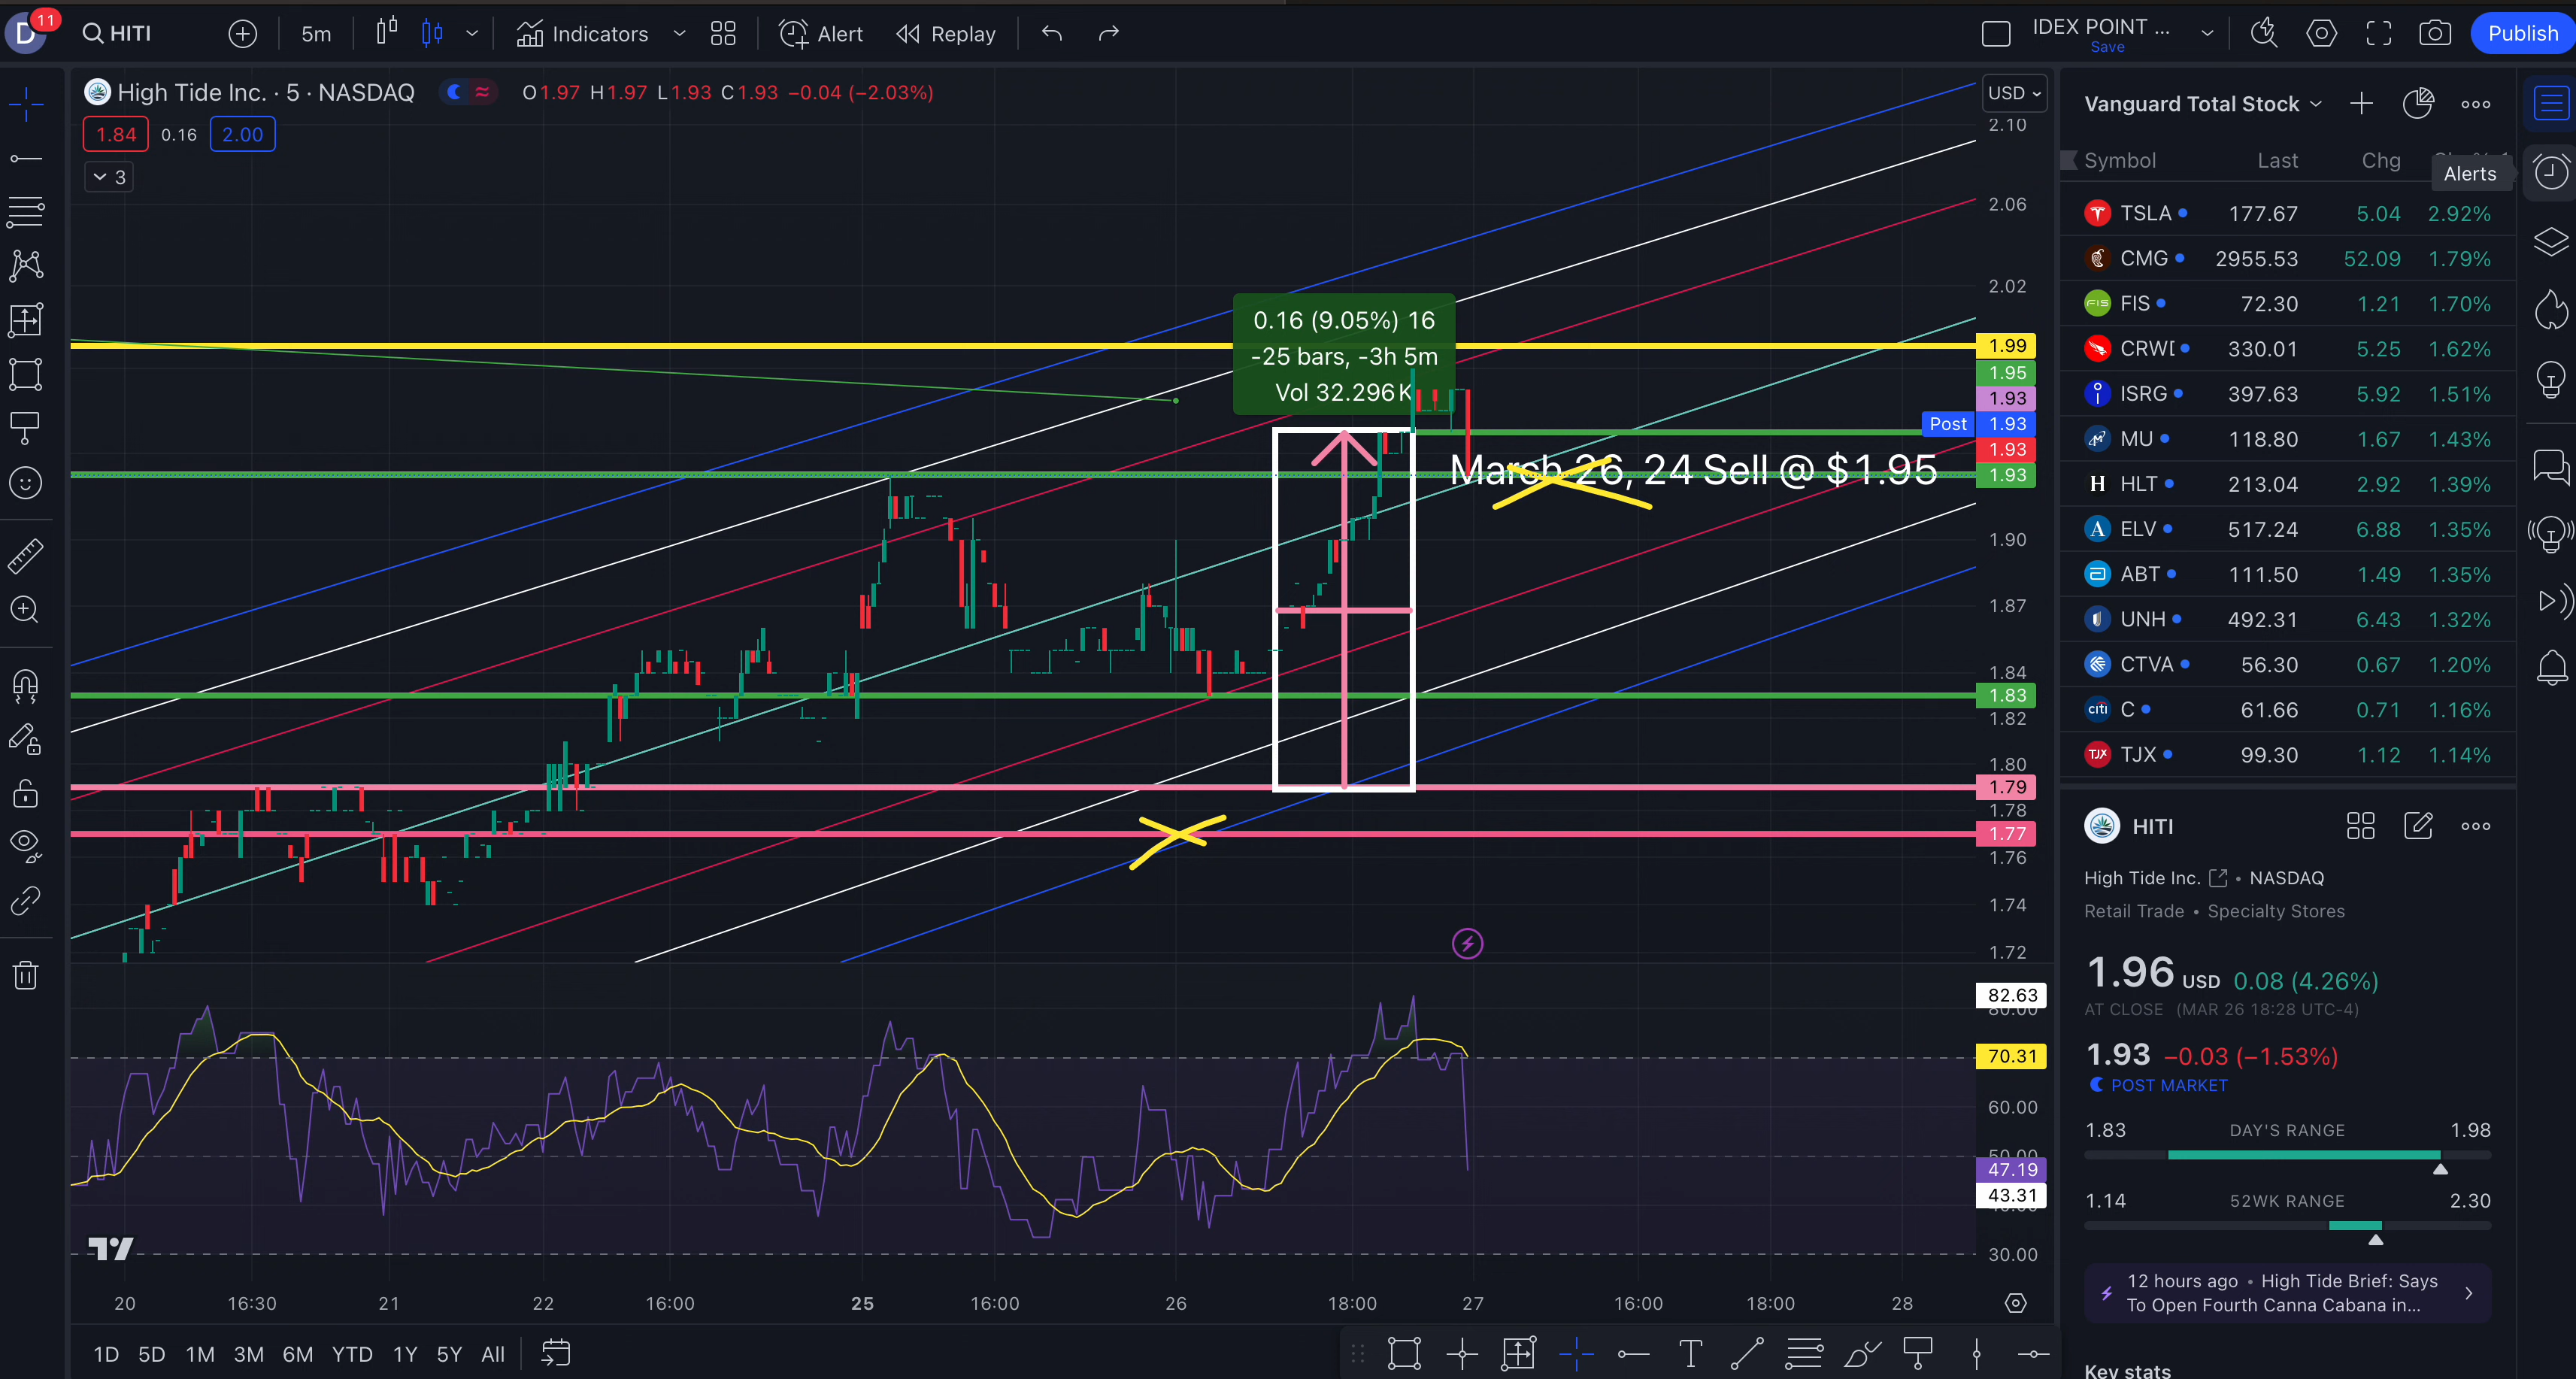 D 11 HITI 5m Indicators Alert Replay IDEX POINT ... Save Publish
High Tide Inc. · 5 · NASDAQ O1.97 H1.97 L1.93 C1.93 −0.04 (−2.03%)
1.84 0.16 2.00
3
USD
2.10
2.06
2.02
1.99
1.95
1.93
Post 1.93
1.93
1.93
1.90
1.87
1.84
1.83
1.82
1.80
1.79
1.78
1.77
1.76
1.74
1.72
0.16 (9.05%) 16
-25 bars, -3h 5m
Vol 32.296K
March 26, 24 Sell @ $1.95
82.63
80.00
70.31
60.00
50.00
47.19
43.31
30.00
20 16:30 21 22 16:00 25 16:00 26 18:00 27 16:00 18:00 28
1D 5D 1M 3M 6M YTD 1Y 5Y All
Vanguard Total Stock
Symbol Last Chg
Alerts
TSLA 177.67 5.04 2.92%
CMG 2955.53 52.09 1.79%
FIS 72.30 1.21 1.70%
CRWD 330.01 5.25 1.62%
ISRG 397.63 5.92 1.51%
MU 118.80 1.67 1.43%
H HLT 213.04 2.92 1.39%
A ELV 517.24 6.88 1.35%
ABT 111.50 1.49 1.35%
UNH 492.31 6.43 1.32%
CTVA 56.30 0.67 1.20%
citi C 61.66 0.71 1.16%
TJX TJX 99.30 1.12 1.14%
HITI
High Tide Inc. • NASDAQ
Retail Trade • Specialty Stores
1.96 USD 0.08 (4.26%)
AT CLOSE (MAR 26 18:28 UTC-4)
1.93 −0.03 (−1.53%)
POST MARKET
1.83 DAY'S RANGE 1.98
1.14 52WK RANGE 2.30
12 hours ago • High Tide Brief: Says
To Open Fourth Canna Cabana in...
Key stats